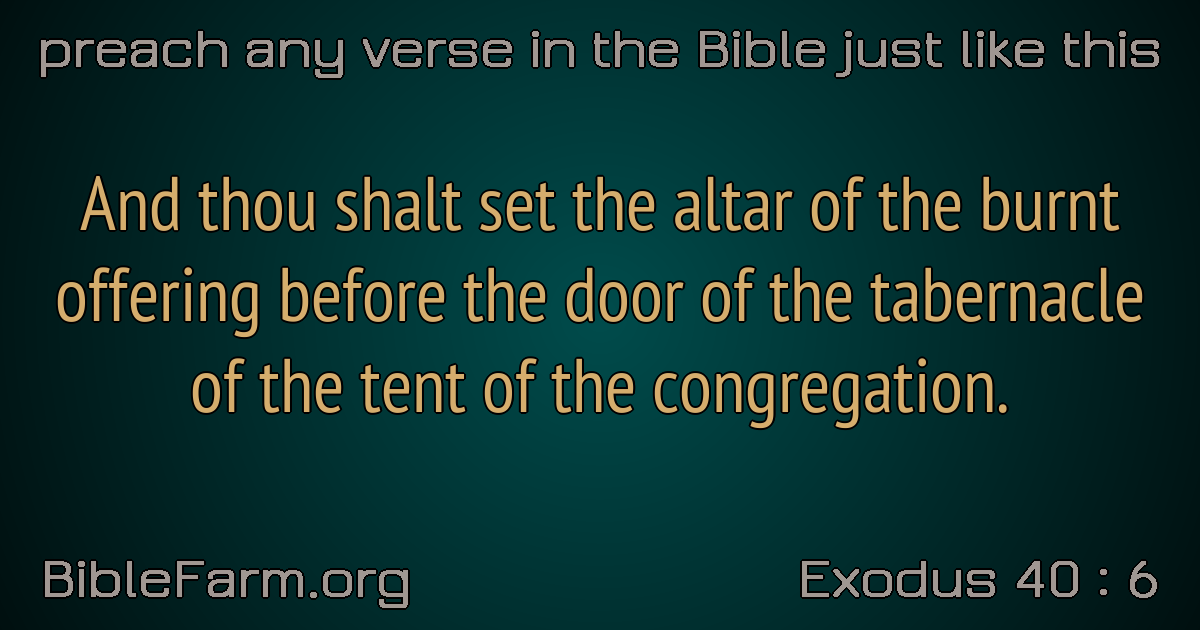 preach any verse in the Bible just like this
And thou shalt set the altar of the burnt
offering before the door of the tabernacle
of the tent of the congregation.
BibleFarm.org
Exodus 40 : 6